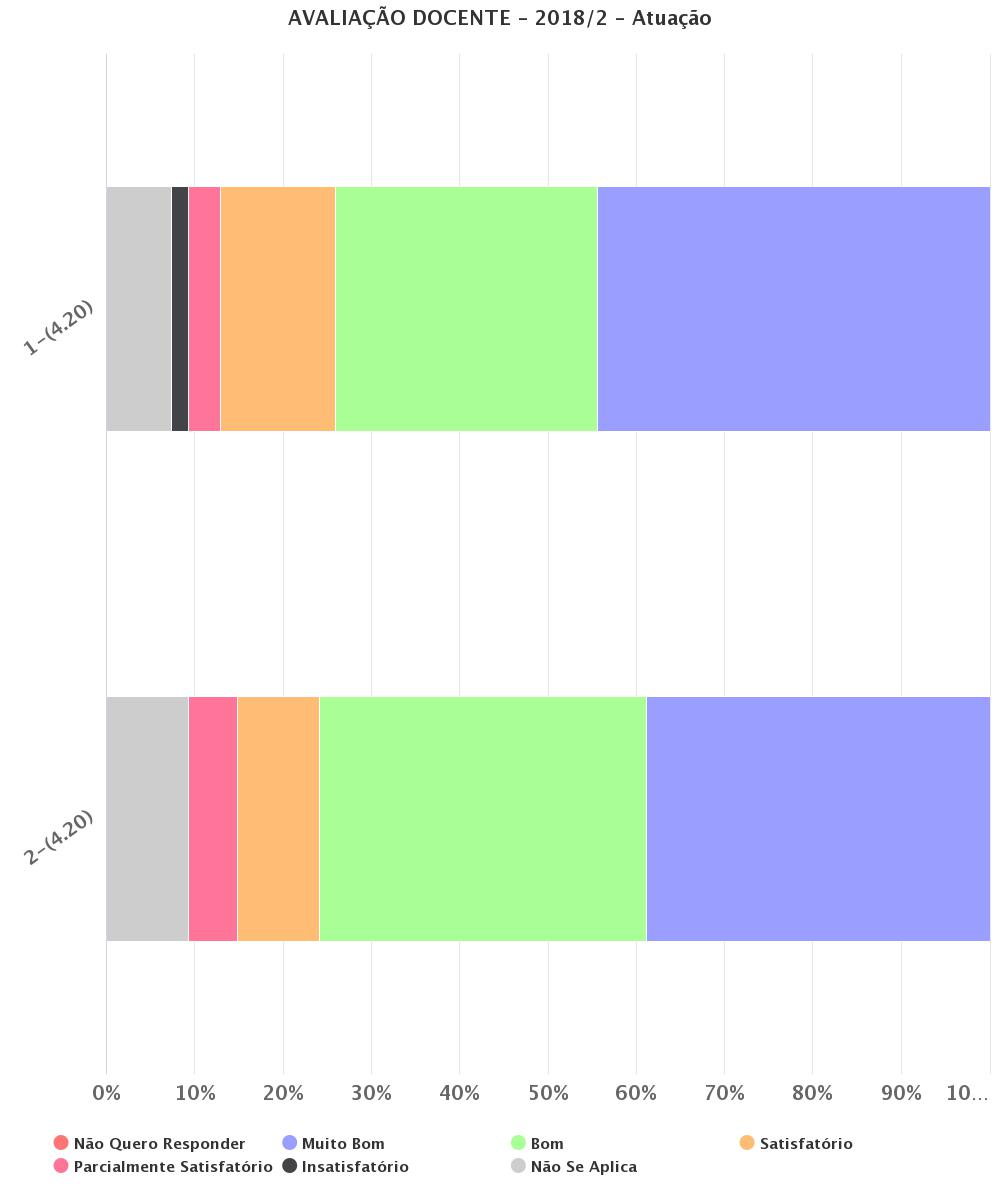 AVALIAÇÃO DOCENTE – 2018/2 – Atuação
1–(4.20)
2–(4.20)
0% 10% 20% 30% 40% 50% 60% 70% 80% 90% 10...
Não Quero Responder Muito Bom Bom Satisfatório
Parcialmente Satisfatório Insatisfatório Não Se Aplica